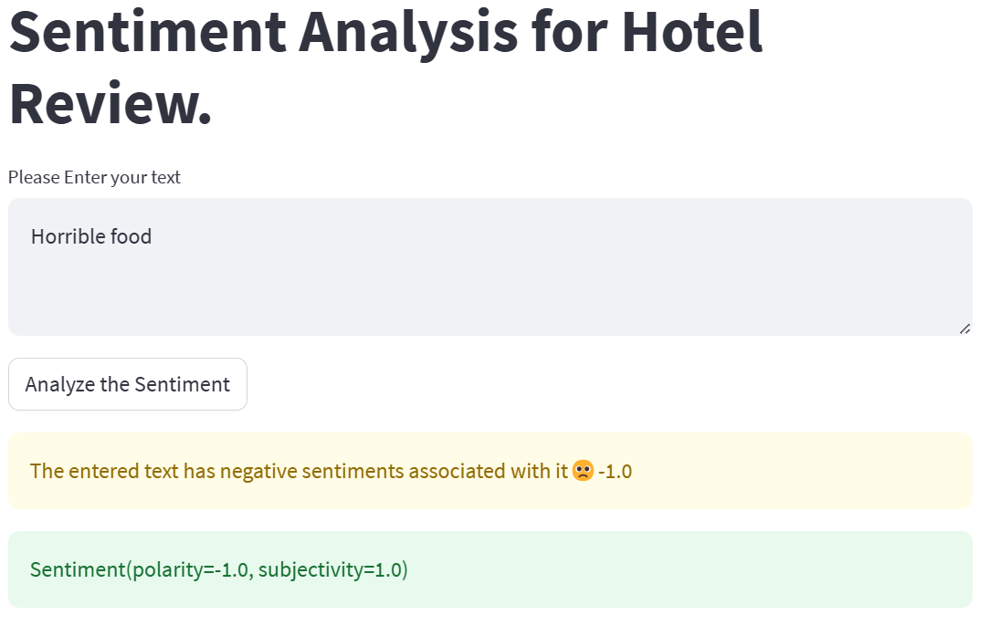 Sentiment Analysis for Hotel
Review.
Please Enter your text
Horrible food
Analyze the Sentiment
The entered text has negative sentiments associated with it 🙁 -1.0
Sentiment(polarity=-1.0, subjectivity=1.0)